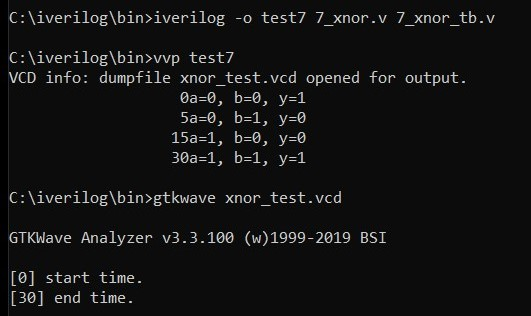 C:\iverilog\bin>iverilog -o test7 7_xnor.v 7_xnor_tb.v
C:\iverilog\bin>vvp test7
VCD info: dumpfile xnor_test.vcd opened for output.
0a=0, b=0, y=1
5a=0, b=1, y=0
15a=1, b=0, y=0
30a=1, b=1, y=1
C:\iverilog\bin>gtkwave xnor_test.vcd
GTKWave Analyzer v3.3.100 (w)1999-2019 BSI
[0] start time.
[30] end time.